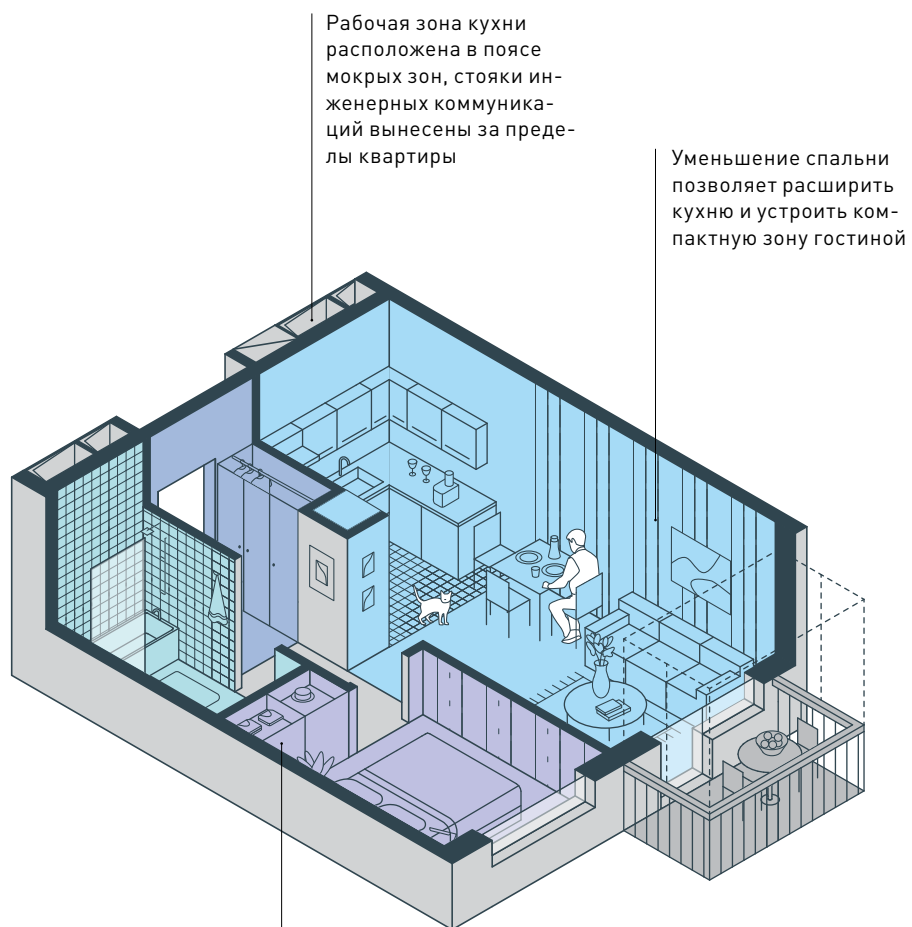 Рабочая зона кухни
расположена в поясе
мокрых зон, стояки ин-
женерных коммуника-
ций вынесены за преде-
лы квартиры
Уменьшение спальни
позволяет расширить
кухню и устроить ком-
пактную зону гостиной